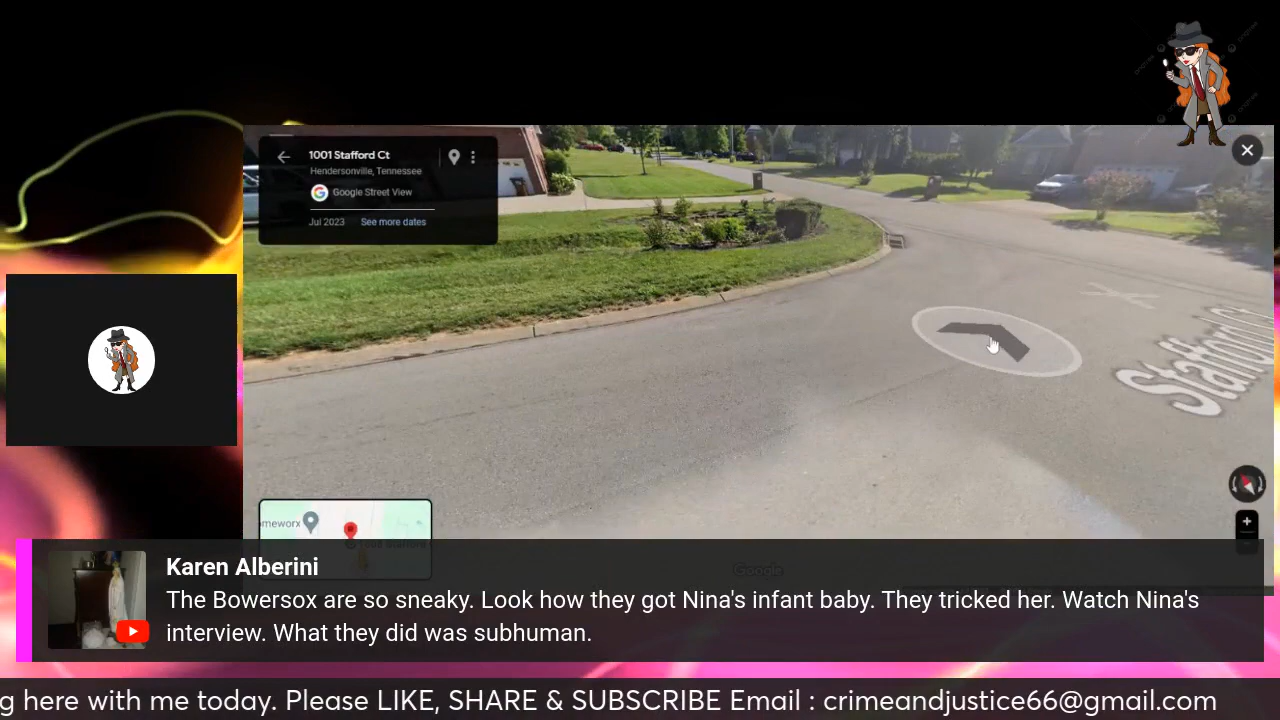 1001 Stafford Ct
Hendersonville, Tennessee
Google Street View
Jul 2023 See more dates
Stafford Ct
omeworx
Google
Karen Alberini
The Bowersox are so sneaky. Look how they got Nina's infant baby. They tricked her. Watch Nina's
interview. What they did was subhuman.
g here with me today. Please LIKE, SHARE & SUBSCRIBE Email : crimeandjustice66@gmail.com